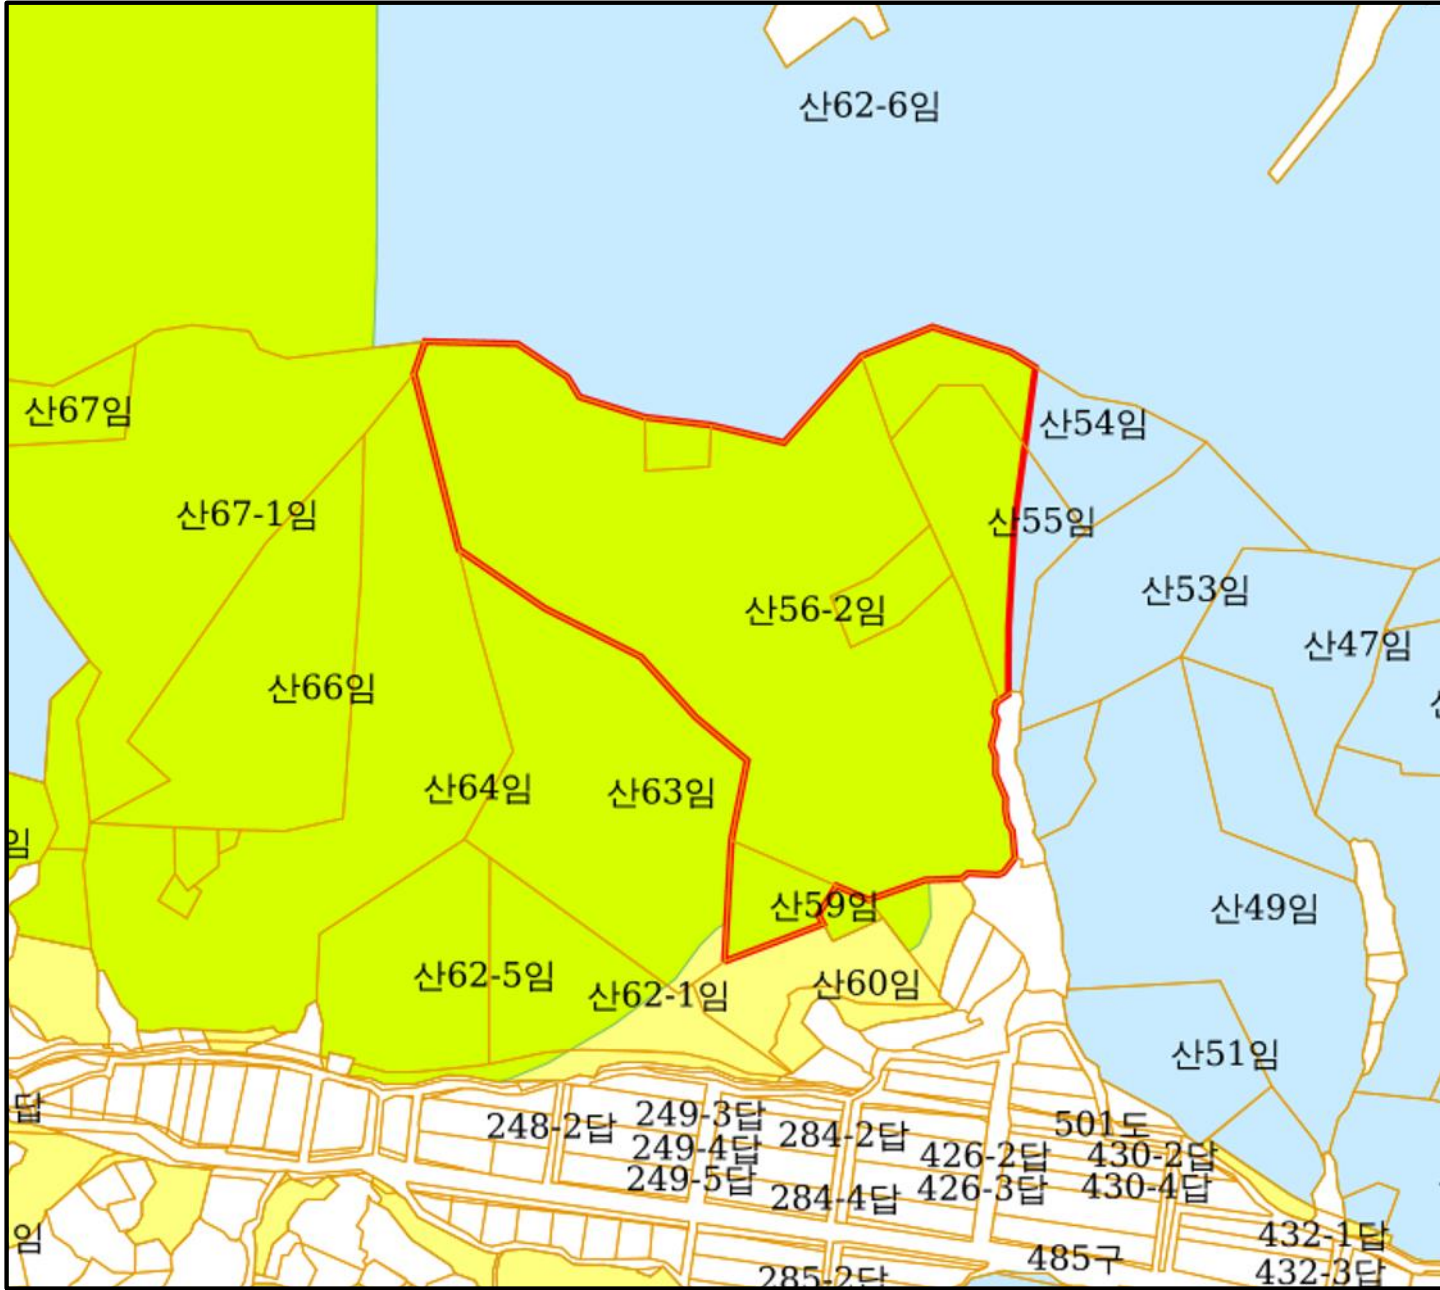 산62-6임
산67임
산54임
산67-1임
산55임
산53임
산56-2임
산47임
산66임
산64임
산63임
임
산59임
산49임
산62-5임
산62-1임
산60임
산51임
답
248-2답
249-3답
284-2답
501도
249-4답
426-2답
430-2답
249-5답
284-4답
426-3답
430-4답
임
432-1답
485구
432-3답
285-2답